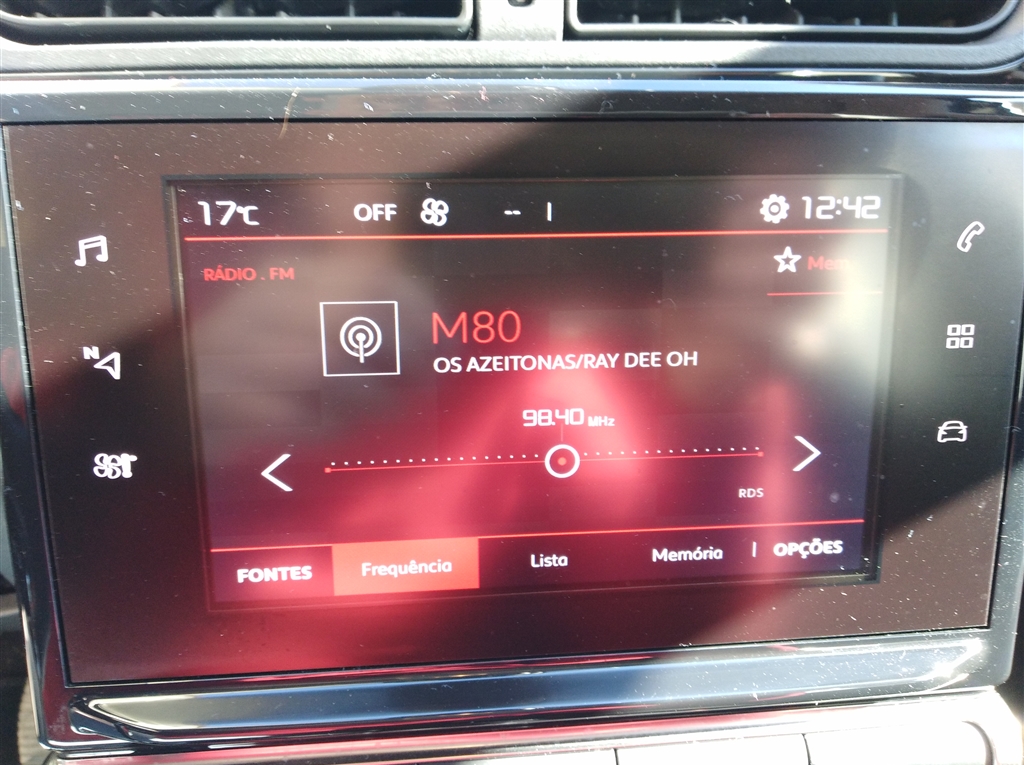 17°C OFF -- 12:42
RÁDIO . FM
M80
OS AZEITONAS/RAY DEE OH
98.40 MHz
N
RDS
FONTES Frequência Lista Memória OPÇÕES